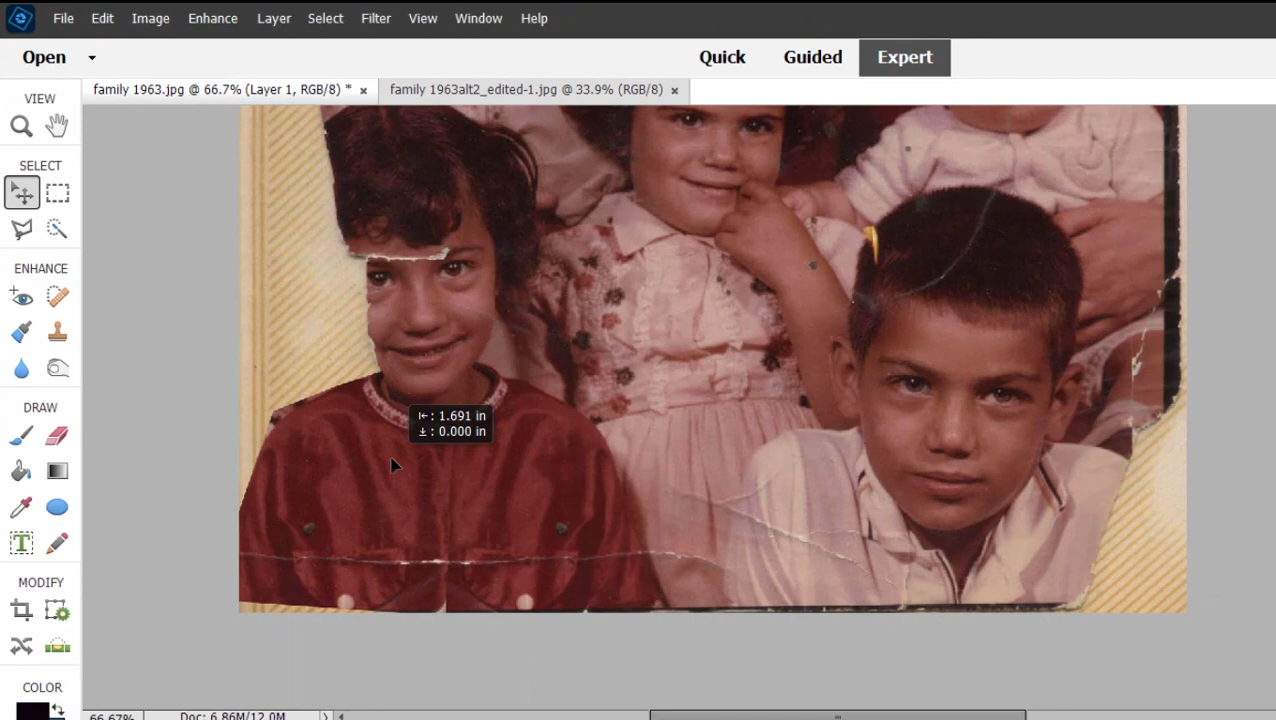 File Edit Image Enhance Layer Select Filter View Window Help
Open Quick Guided Expert
VIEW
family 1963.jpg @ 66.7% (Layer 1, RGB/8) * × family 1963alt2_edited-1.jpg @ 33.9% (RGB/8) ×
SELECT
ENHANCE
DRAW
T
MODIFY
COLOR
: 1.691 in
: 0.000 in
66.67% Doc: 6.86M/12.0M